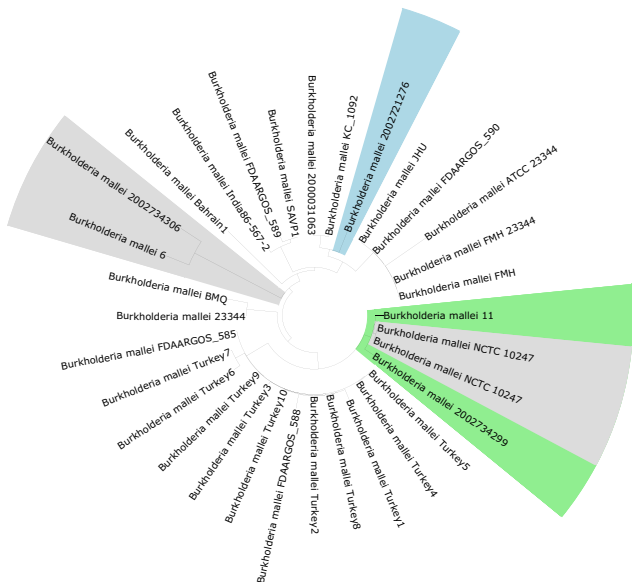 Burkholderia mallei 2002721276
Burkholderia mallei JHU
Burkholderia mallei FDAARGOS_590
Burkholderia mallei ATCC 23344
Burkholderia mallei FMH 23344
Burkholderia mallei FMH
Burkholderia mallei 11
Burkholderia mallei NCTC 10247
Burkholderia mallei NCTC 10247
Burkholderia mallei 2002734299
Burkholderia mallei Turkey5
Burkholderia mallei Turkey4
Burkholderia mallei Turkey1
Burkholderia mallei Turkey8
Burkholderia mallei Turkey2
Burkholderia mallei FDAARGOS_588
Burkholderia mallei Turkey10
Burkholderia mallei Turkey3
Burkholderia mallei Turkey9
Burkholderia mallei Turkey6
Burkholderia mallei Turkey7
Burkholderia mallei FDAARGOS_585
Burkholderia mallei 23344
Burkholderia mallei BMQ
Burkholderia mallei 6
Burkholderia mallei 2002734306
Burkholderia mallei Bahrain1
Burkholderia mallei India86-567-2
Burkholderia mallei FDAARGOS_589
Burkholderia mallei SAVP1
Burkholderia mallei 2000031063
Burkholderia mallei KC_1092